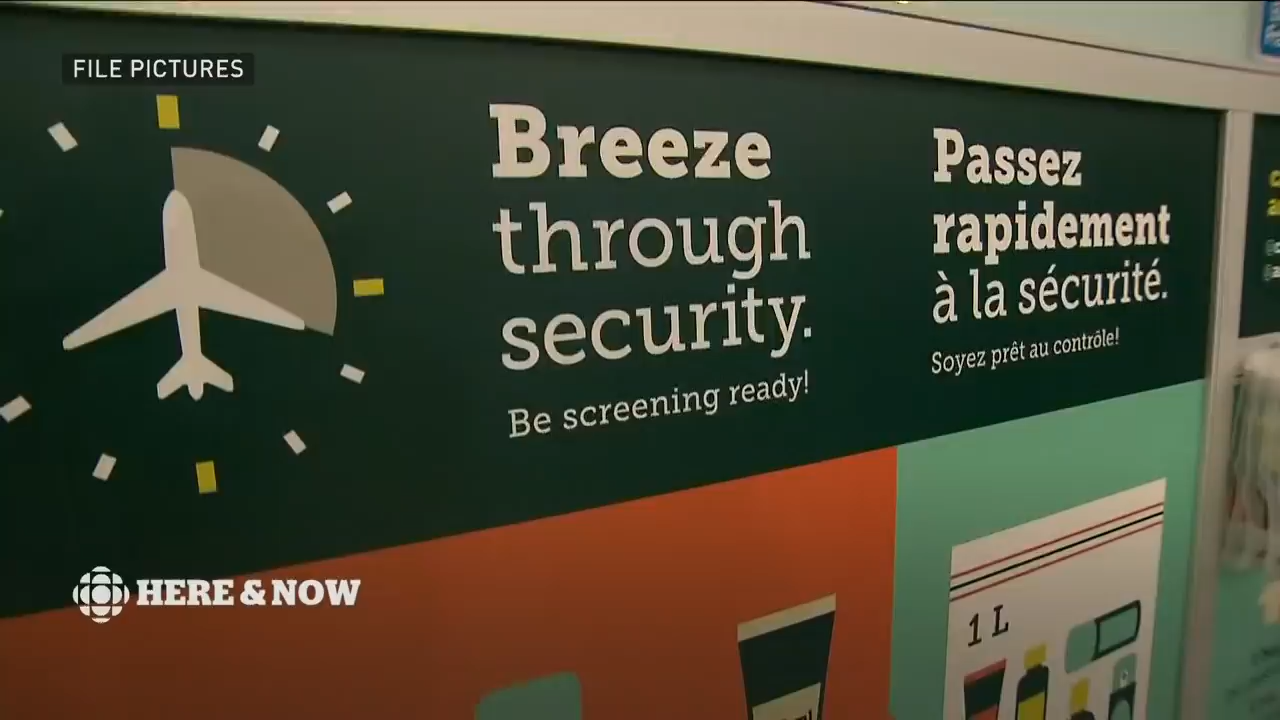 FILE PICTURES
Breeze
through
security.
Be screening ready!
Passez
rapidement
à la sécurité.
Soyez prêt au contrôle!
1 L
HERE & NOW